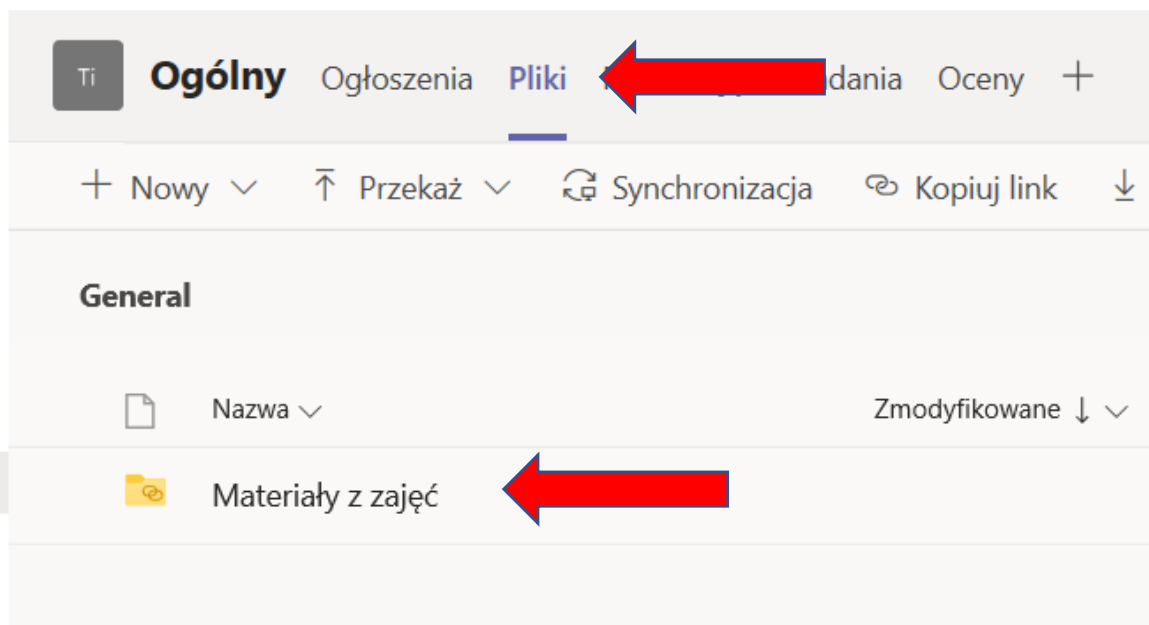 Ti Ogólny Ogłoszenia Pliki Oceny
Nowy Przekaż Synchronizacja Kopiuj link
General
Nazwa Zmodyfikowane
Materiały z zajęć